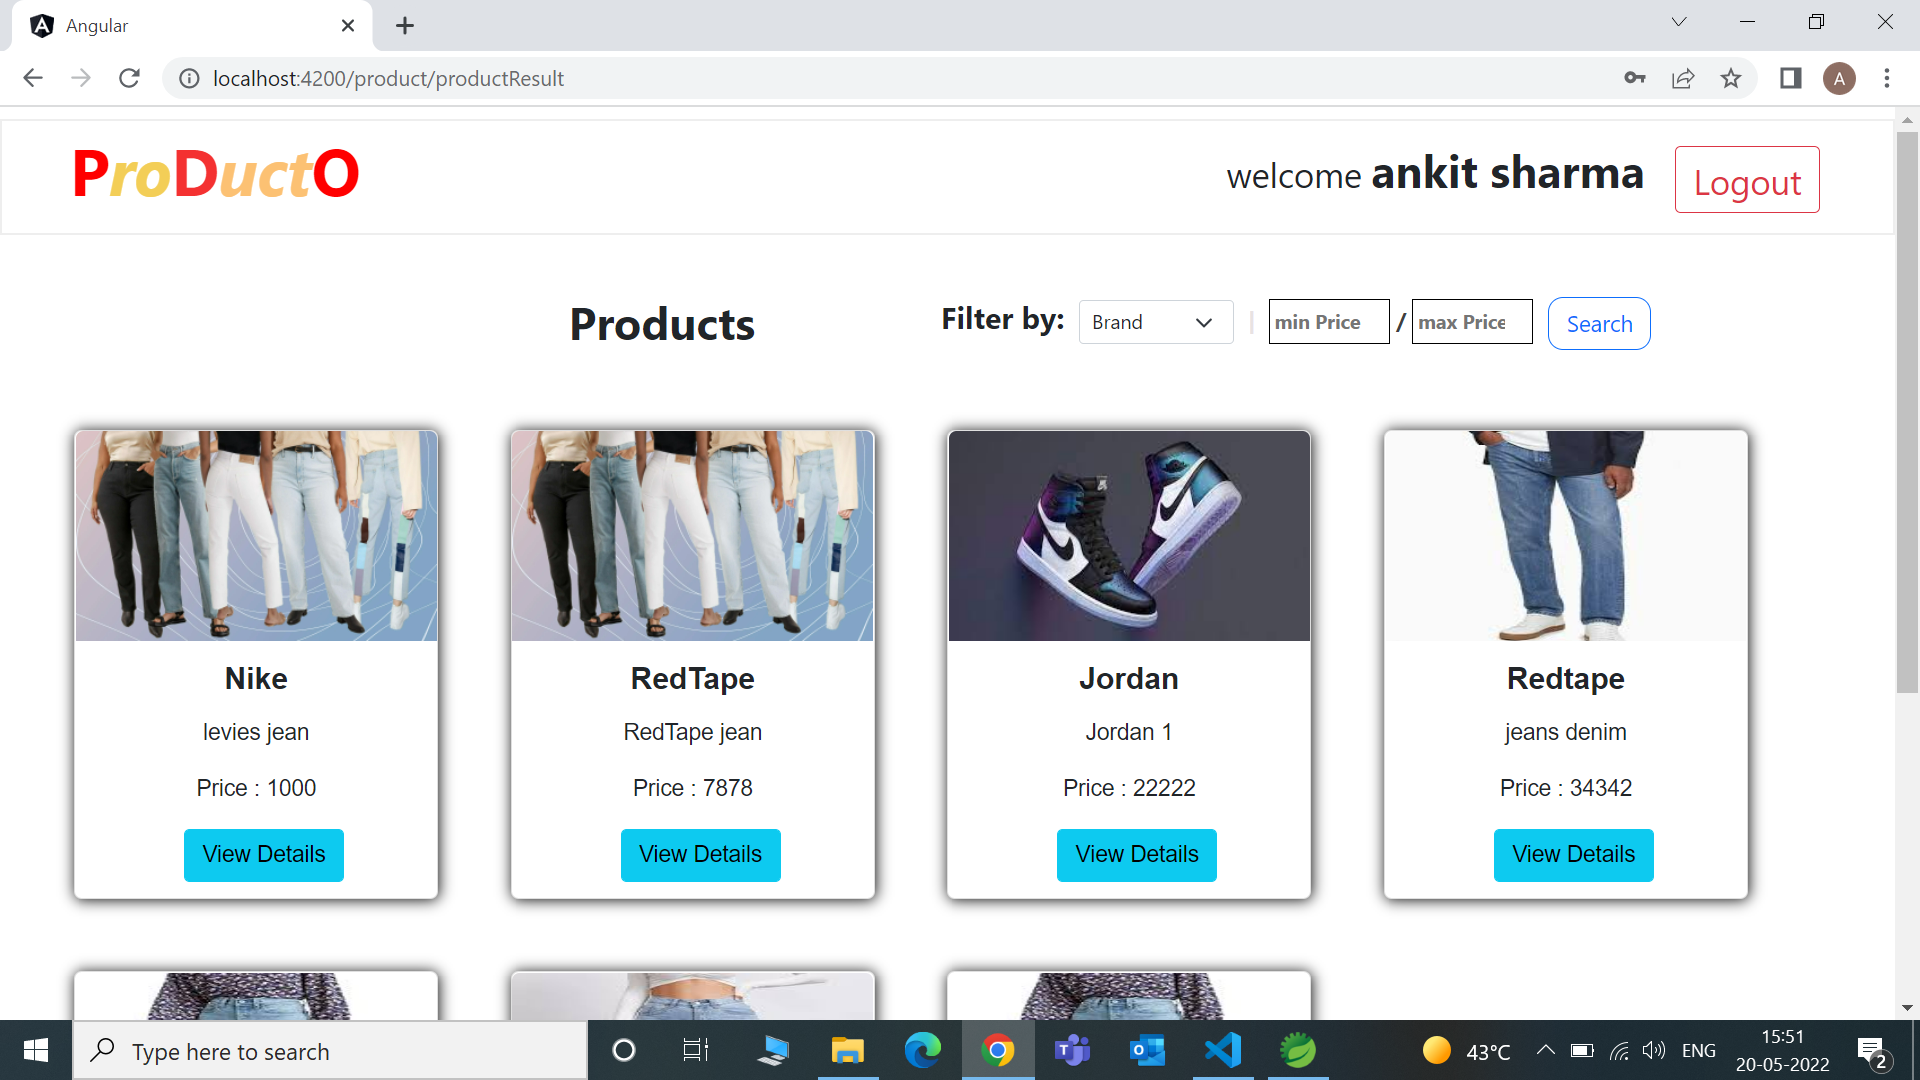 Angular
localhost:4200/product/productResult
A
ProDuctO
welcome ankit sharma
Logout
Products
Filter by:
Brand
|
min Price
/
max Price
Search
Nike
levies jean
Price : 1000
View Details
RedTape
RedTape jean
Price : 7878
View Details
Jordan
Jordan 1
Price : 22222
View Details
Redtape
jeans denim
Price : 34342
View Details
Type here to search
43°C
ENG
15:51
20-05-2022
2